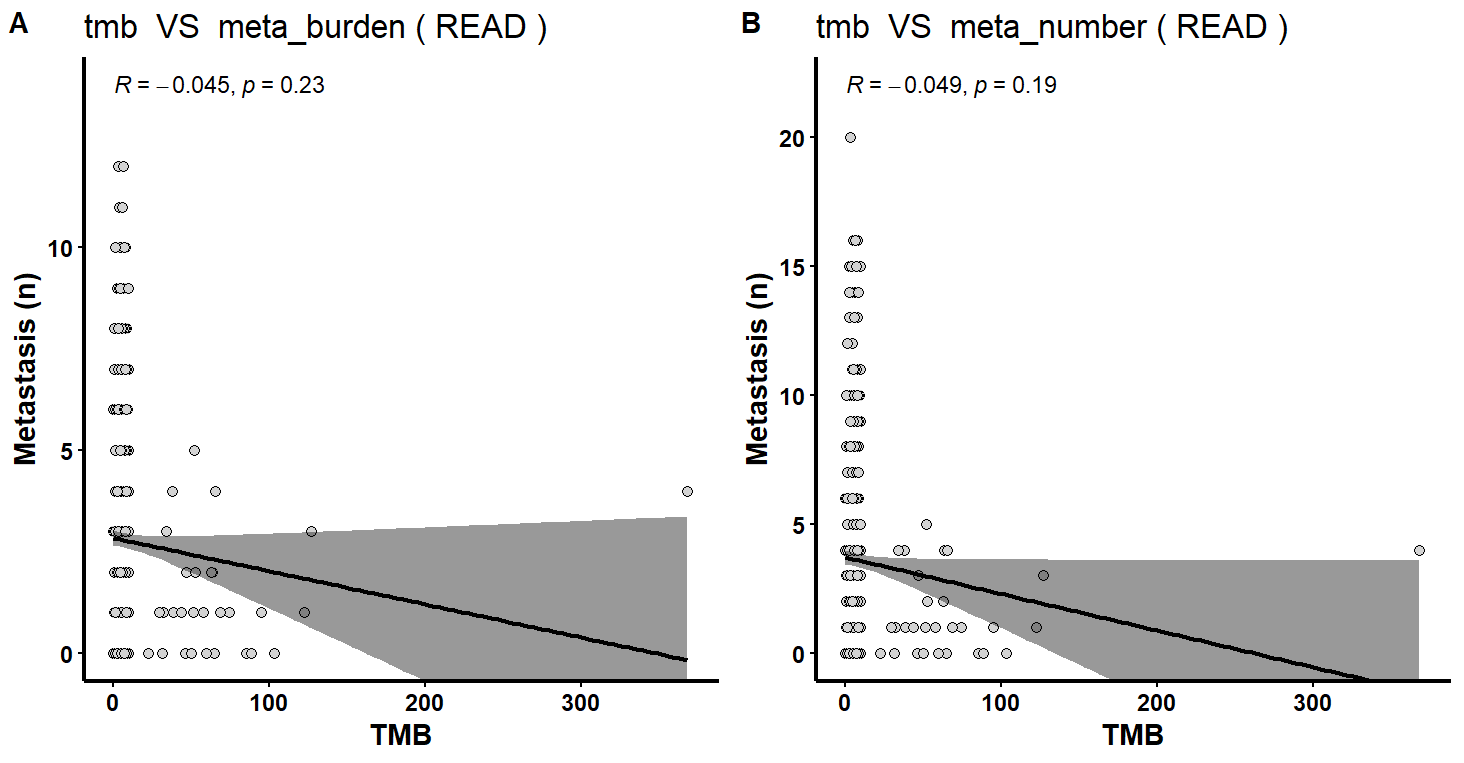 A
tmb VS meta_burden ( READ )
R = −0.045, p = 0.23
Metastasis (n)
10
5
0
0 100 200 300
TMB
B
tmb VS meta_number ( READ )
R = −0.049, p = 0.19
Metastasis (n)
20
15
10
5
0
0 100 200 300
TMB